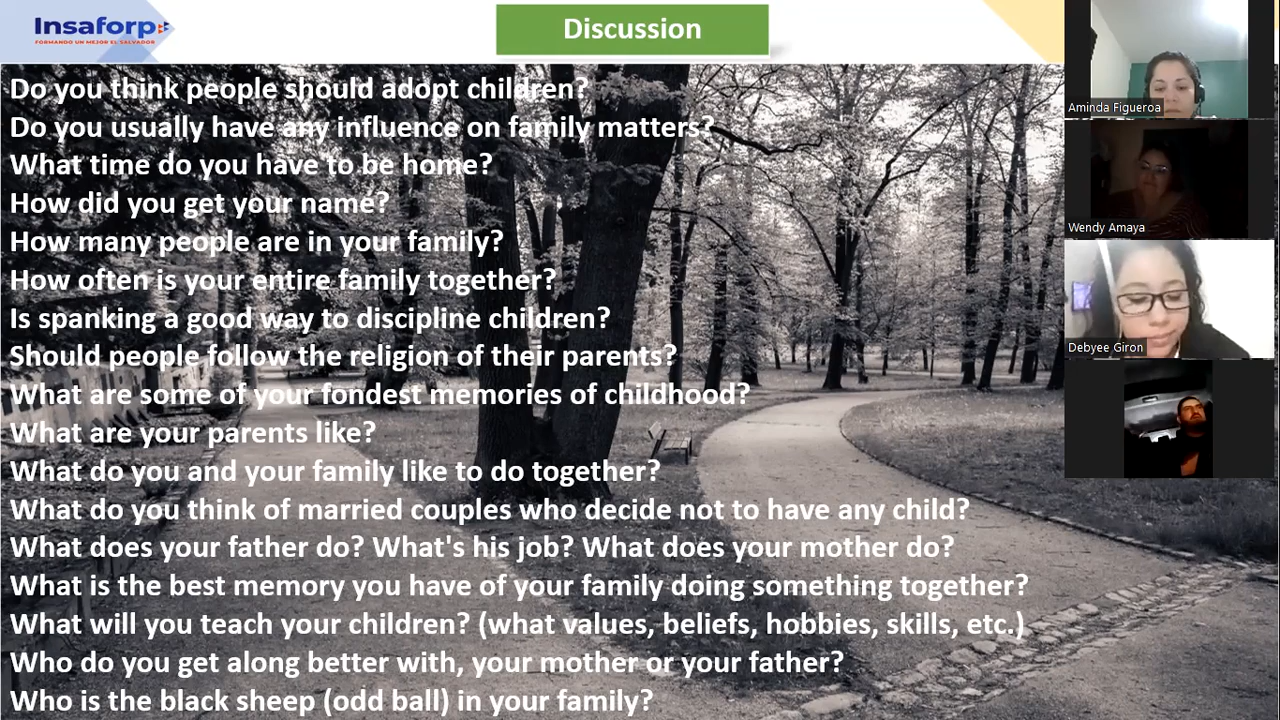 Insaforp
FORMANDO UN MEJOR EL SALVADOR
Discussion
Do you think people should adopt children?
Do you usually have any influence on family matters?
What time do you have to be home?
How did you get your name?
How many people are in your family?
How often is your entire family together?
Is spanking a good way to discipline children?
Should people follow the religion of their parents?
What are some of your fondest memories of childhood?
What are your parents like?
What do you and your family like to do together?
What do you think of married couples who decide not to have any child?
What does your father do? What's his job? What does your mother do?
What is the best memory you have of your family doing something together?
What will you teach your children? (what values, beliefs, hobbies, skills, etc.)
Who do you get along better with, your mother or your father?
Who is the black sheep (odd ball) in your family?
Aminda Figueroa
Wendy Amaya
Debyee Giron